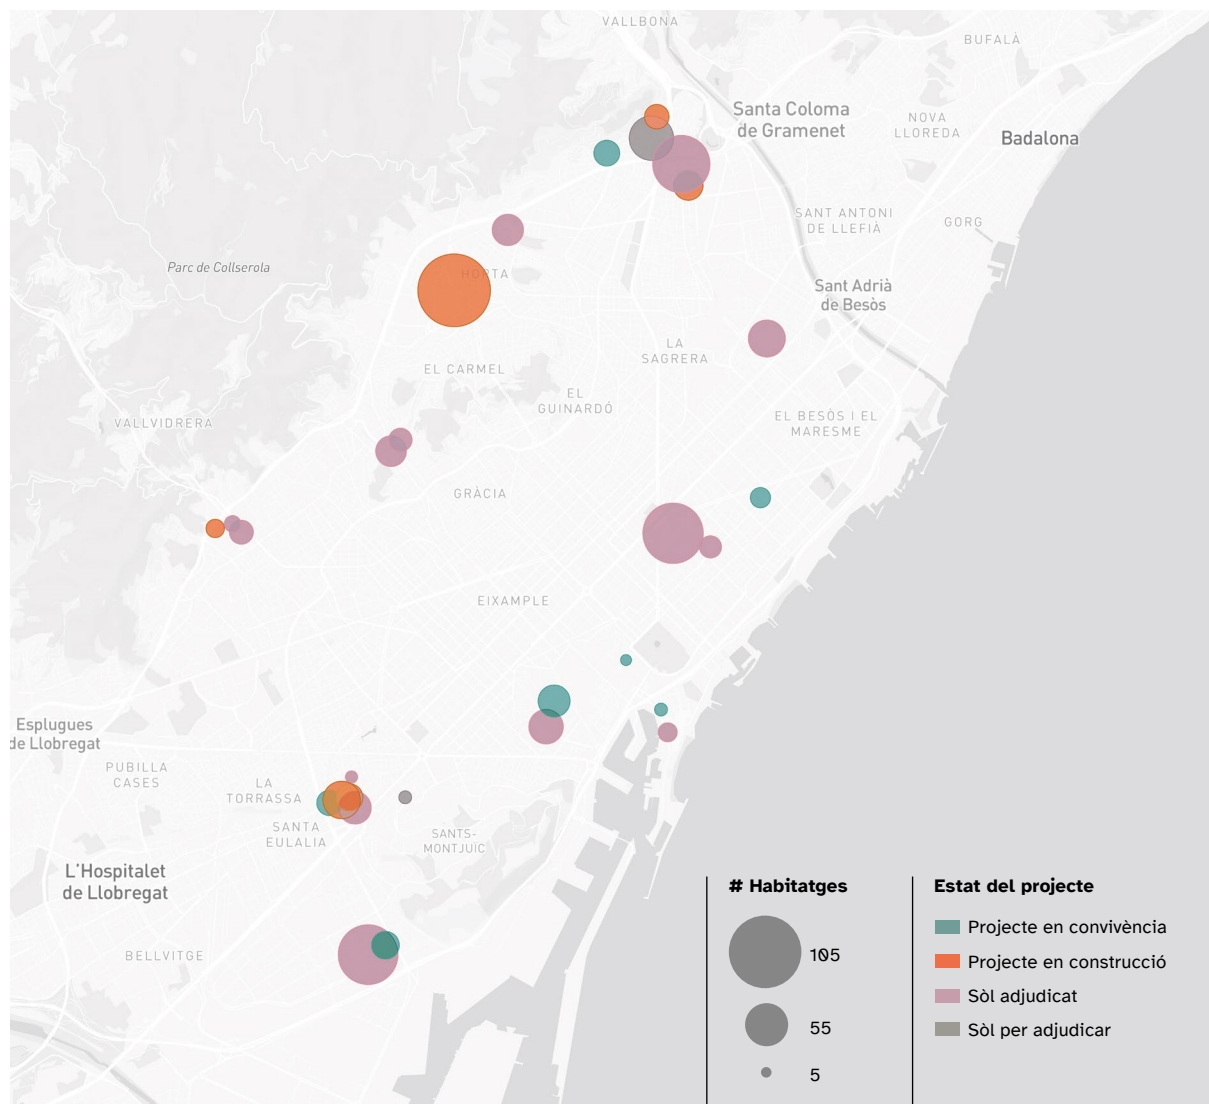 VALLBONA
BUFALÀ
Santa Coloma
de Gramenet
NOVA
LLOREDA
Badalona
SANT ANTONI
DE LLEFIÀ
GORG
Parc de Collserola
HORTA
Sant Adrià
de Besòs
LA
SAGRERA
EL CARMEL
EL
GUINARDÓ
VALLVIDRERA
EL BESÒS I EL
MARESME
GRÀCIA
EIXAMPLE
Esplugues
de Llobregat
PUBILLA
CASES
LA
TORRASSA
SANTA
EULALIA
SANTS-
MONTJUÏC
L'Hospitalet
de Llobregat
BELLVITGE
# Habitatges
105
55
5
Estat del projecte
Projecte en convivència
Projecte en construcció
Sòl adjudicat
Sòl per adjudicar